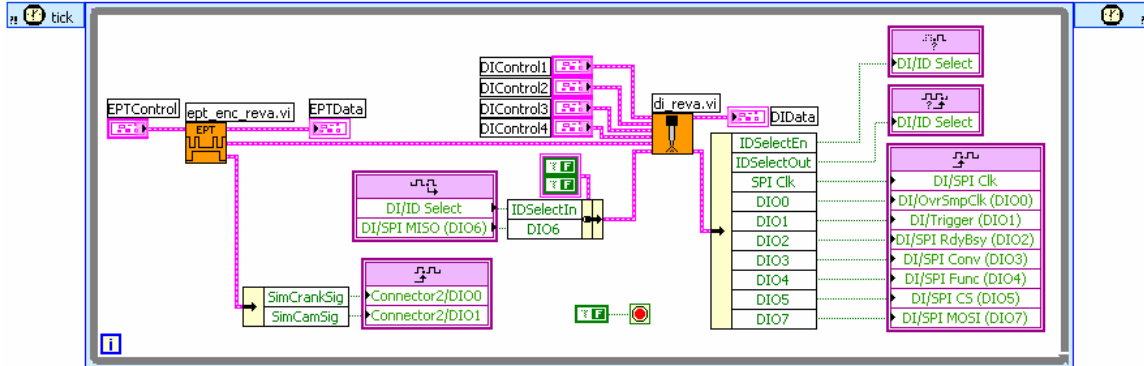 tick
EPTControl
ept_enc_reva.vi
EPT
EPTData
DIControl1
DIControl2
DIControl3
DIControl4
di_reva.vi
DIData
?
DI/ID Select
?
DI/ID Select
IDSelectEn
IDSelectOut
SPI Clk
DIO0
DIO1
DIO2
DIO3
DIO4
DIO5
DIO7
DI/SPI Clk
DI/OvrSmpClk (DIO0)
DI/Trigger (DIO1)
DI/SPI RdyBsy (DIO2)
DI/SPI Conv (DIO3)
DI/SPI Func (DIO4)
DI/SPI CS (DIO5)
DI/SPI MOSI (DIO7)
F
F
DI/ID Select
DI/SPI MISO (DIO6)
IDSelectIn
DIO6
SimCrankSig
SimCamSig
Connector2/DIO0
Connector2/DIO1
F
i